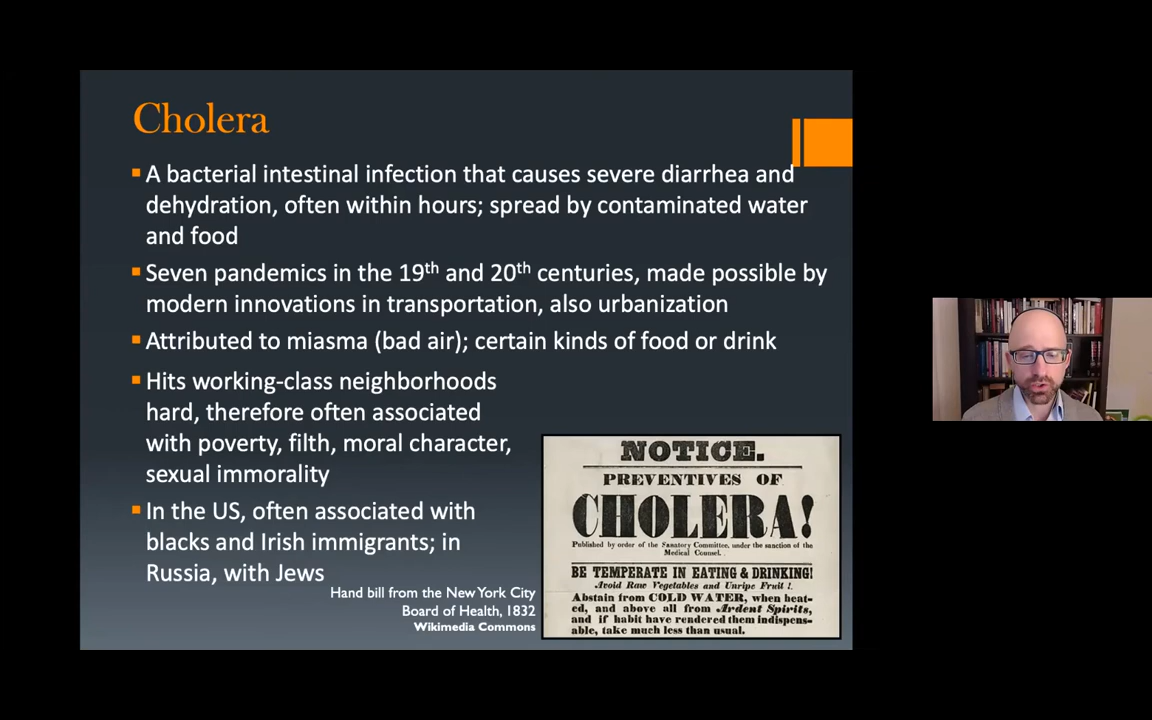 Cholera
A bacterial intestinal infection that causes severe diarrhea and
dehydration, often within hours; spread by contaminated water
and food
Seven pandemics in the 19th and 20th centuries, made possible by
modern innovations in transportation, also urbanization
Attributed to miasma (bad air); certain kinds of food or drink
Hits working-class neighborhoods
hard, therefore often associated
with poverty, filth, moral character,
sexual immorality
In the US, often associated with
blacks and Irish immigrants; in
Russia, with Jews
Hand bill from the New York City
Board of Health, 1832
Wikimedia Commons
NOTICE.
PREVENTIVES OF
CHOLERA!
Published by order of the Sanatory Committee, under the sanction of the
Medical Counsel.
BE TEMPERATE IN EATING & DRINKING!
Avoid Raw Vegetables and Unripe Fruit!.
Abstain from COLD WATER, when heat-
ed, and above all from Ardent Spirits,
and if habit have rendered them indispens-
able, take much less than usual.